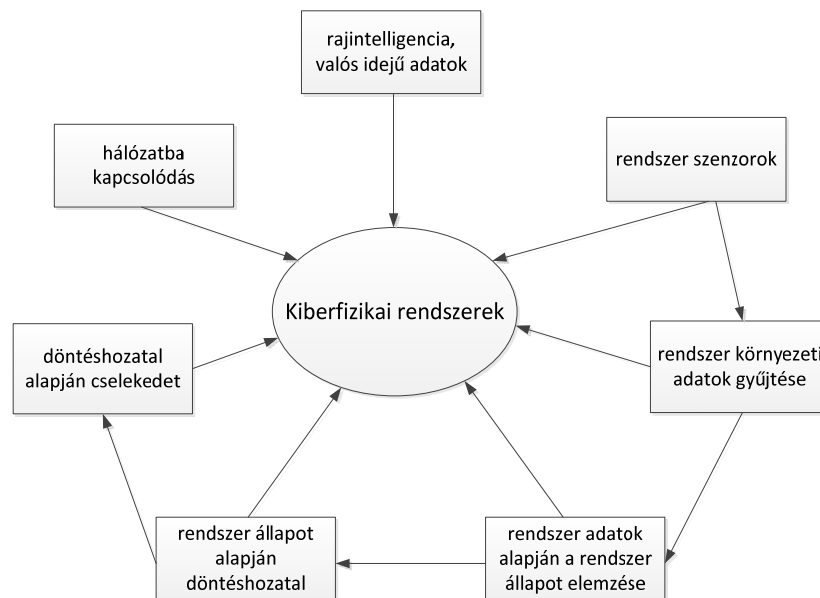 rajintelligencia,
valós idejű adatok
hálózatba
kapcsolódás
rendszer szenzorok
Kiberfizikai rendszerek
döntéshozatal
alapján cselekedet
rendszer környezeti
adatok gyűjtése
rendszer állapot
alapján
döntéshozatal
rendszer adatok
alapján a rendszer
állapot elemzése